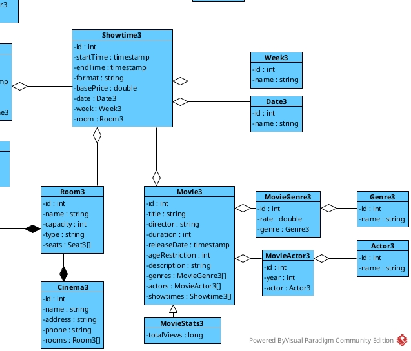 r3
mp
ne3
Showtime3
-id : int
-startTime : timestamp
-endTime : timestamp
-format : string
-basePrice : double
-date : Date3
-week : Week3
-room : Room3
Week3
-id : int
-name : string
Date3
-id : int
-name : string
Room3
-id : int
-name : string
-capacity : int
-type : string
-seats : Seat3[]
Movie3
-id : int
-title : string
-director : string
-duration : int
-releaseDate : timestamp
-ageRestriction : int
-description : string
-genres : MovieGenre3[]
-actors : MovieActor3[]
-showtimes : Showtime3[]
MovieGenre3
-id : int
-rate : double
-genre : Genre3
Genre3
-id : int
-name : string
MovieActor3
-id : int
-year : int
-actor : Actor3
Actor3
-id : int
-name : string
Cinema3
-id : int
-name : string
-address : string
-phone : string
-rooms : Room3[]
MovieStats3
-totalViews : long
Powered By Visual Paradigm Community Edition